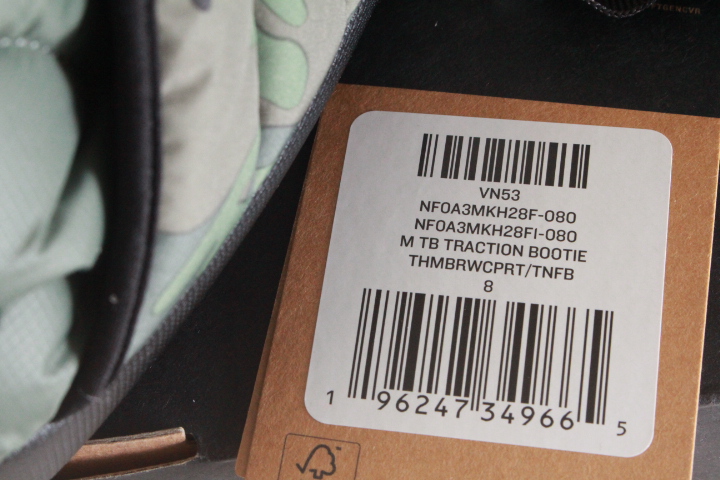 VN53
NF0A3MKH28F-080
NF0A3MKH28FI-080
M TB TRACTION BOOTIE
THMBRWCPRT/TNFB
8
1 96247 34966 5